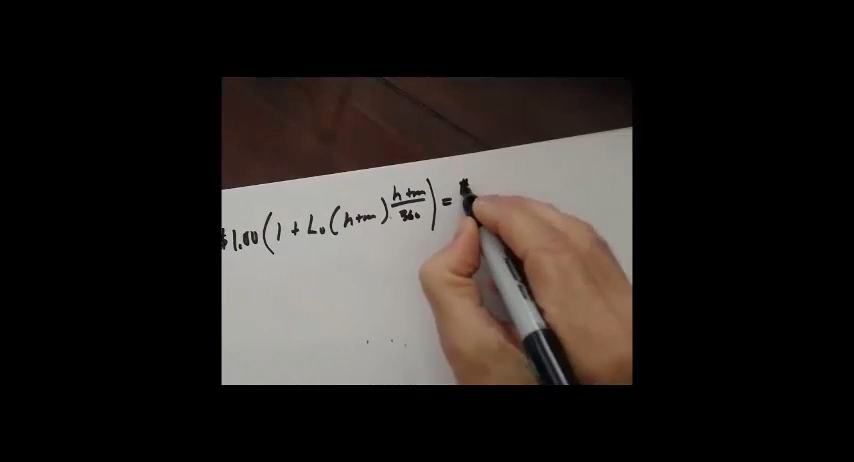 $1.00(1 + L₀(h+m) h+m/360) = $